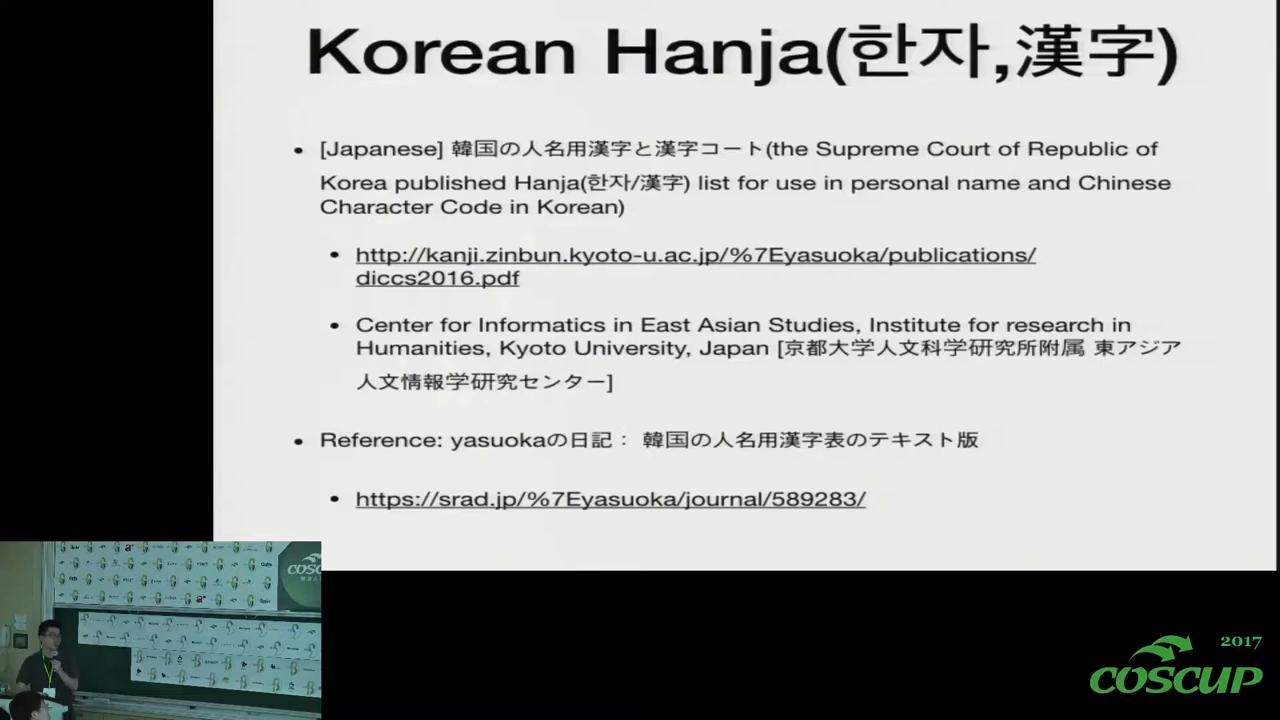 Korean Hanja(한자,漢字)
• [Japanese] 韓国の人名用漢字と漢字コート(the Supreme Court of Republic of
Korea published Hanja(한자/漢字) list for use in personal name and Chinese
Character Code in Korean)
• http://kanji.zinbun.kyoto-u.ac.jp/%7Eyasuoka/publications/
diccs2016.pdf
• Center for Informatics in East Asian Studies, Institute for research in
Humanities, Kyoto University, Japan [京都大学人文科学研究所附属 東アジア
人文情報学研究センター]
• Reference: yasuokaの日記： 韓国の人名用漢字表のテキスト版
• https://srad.jp/%7Eyasuoka/journal/589283/
2017
COSCUP